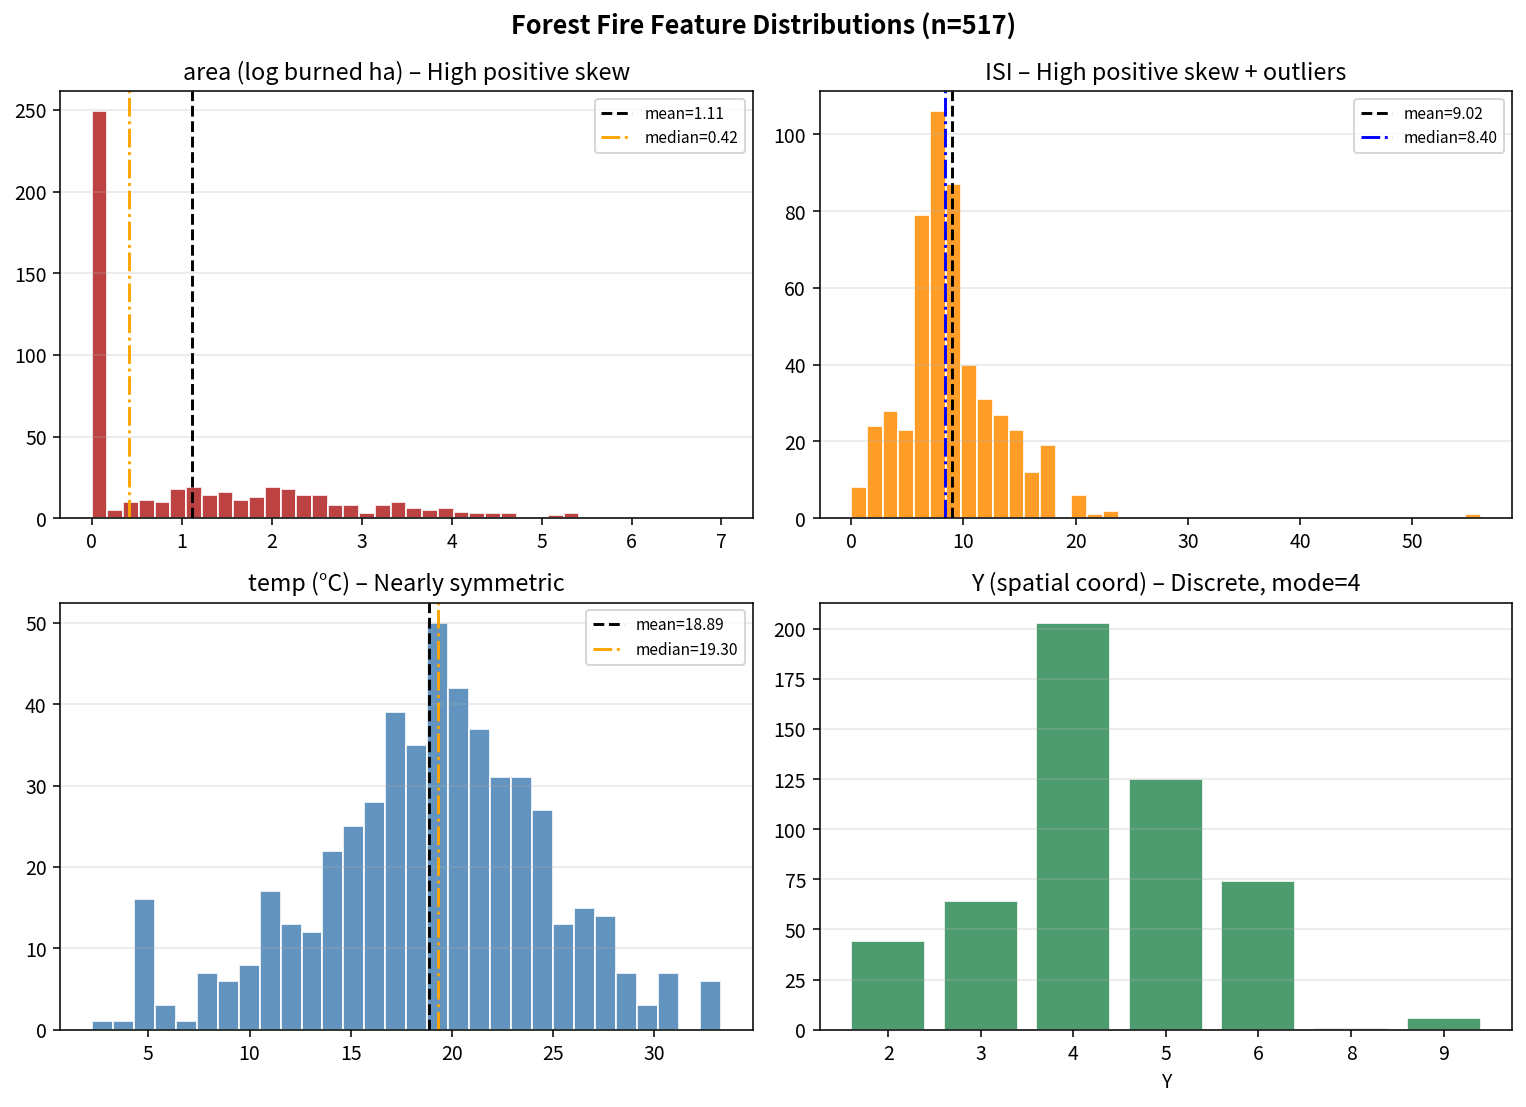 Forest Fire Feature Distributions (n=517)
area (log burned ha) – High positive skew
250
200
150
100
50
0
0 1 2 3 4 5 6 7
mean=1.11
median=0.42
ISI – High positive skew + outliers
100
80
60
40
20
0
0 10 20 30 40 50
mean=9.02
median=8.40
temp (°C) – Nearly symmetric
50
40
30
20
10
0
5 10 15 20 25 30
mean=18.89
median=19.30
Y (spatial coord) – Discrete, mode=4
200
175
150
125
100
75
50
25
0
2 3 4 5 6 8 9
Y